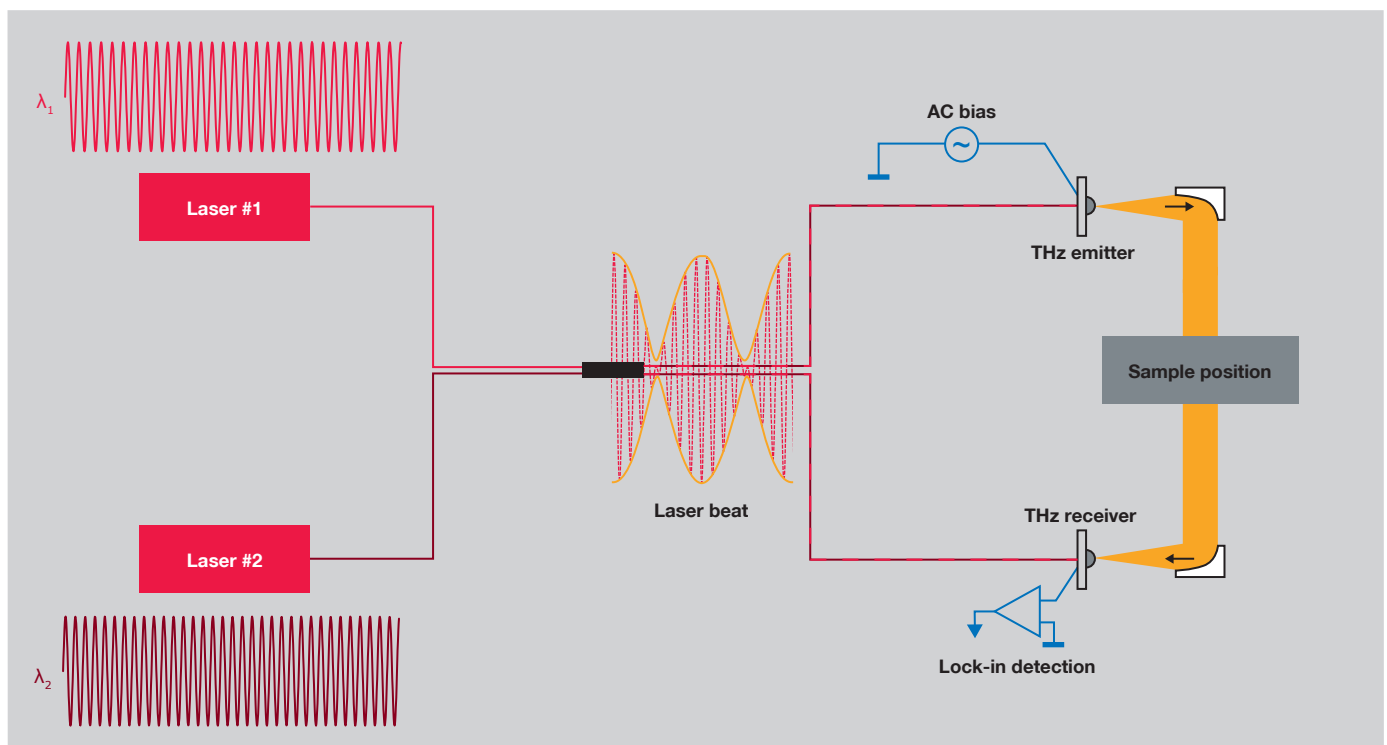 λ₁
Laser #1
AC bias
~
THz emitter
Sample position
Laser beat
THz receiver
Laser #2
Lock-in detection
λ₂